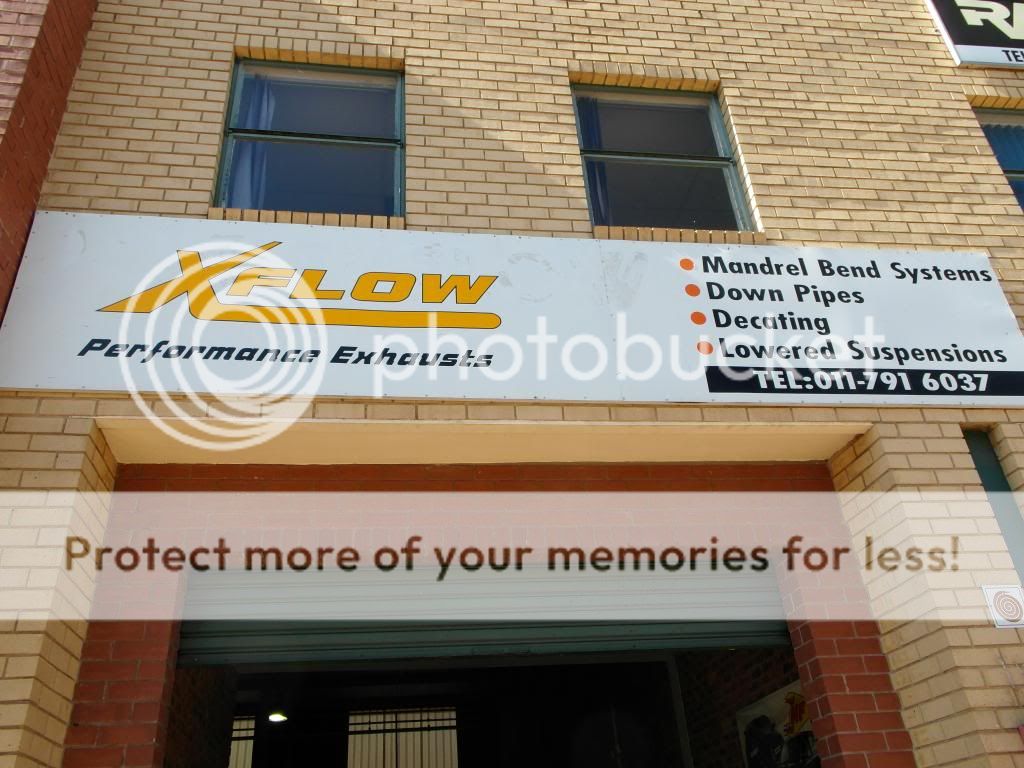 XFLOW
Performance Exhausts
Mandrel Bend Systems
Down Pipes
Decating
Lowered Suspensions
TEL:011-791 6037
photobucket
Protect more of your memories for less!